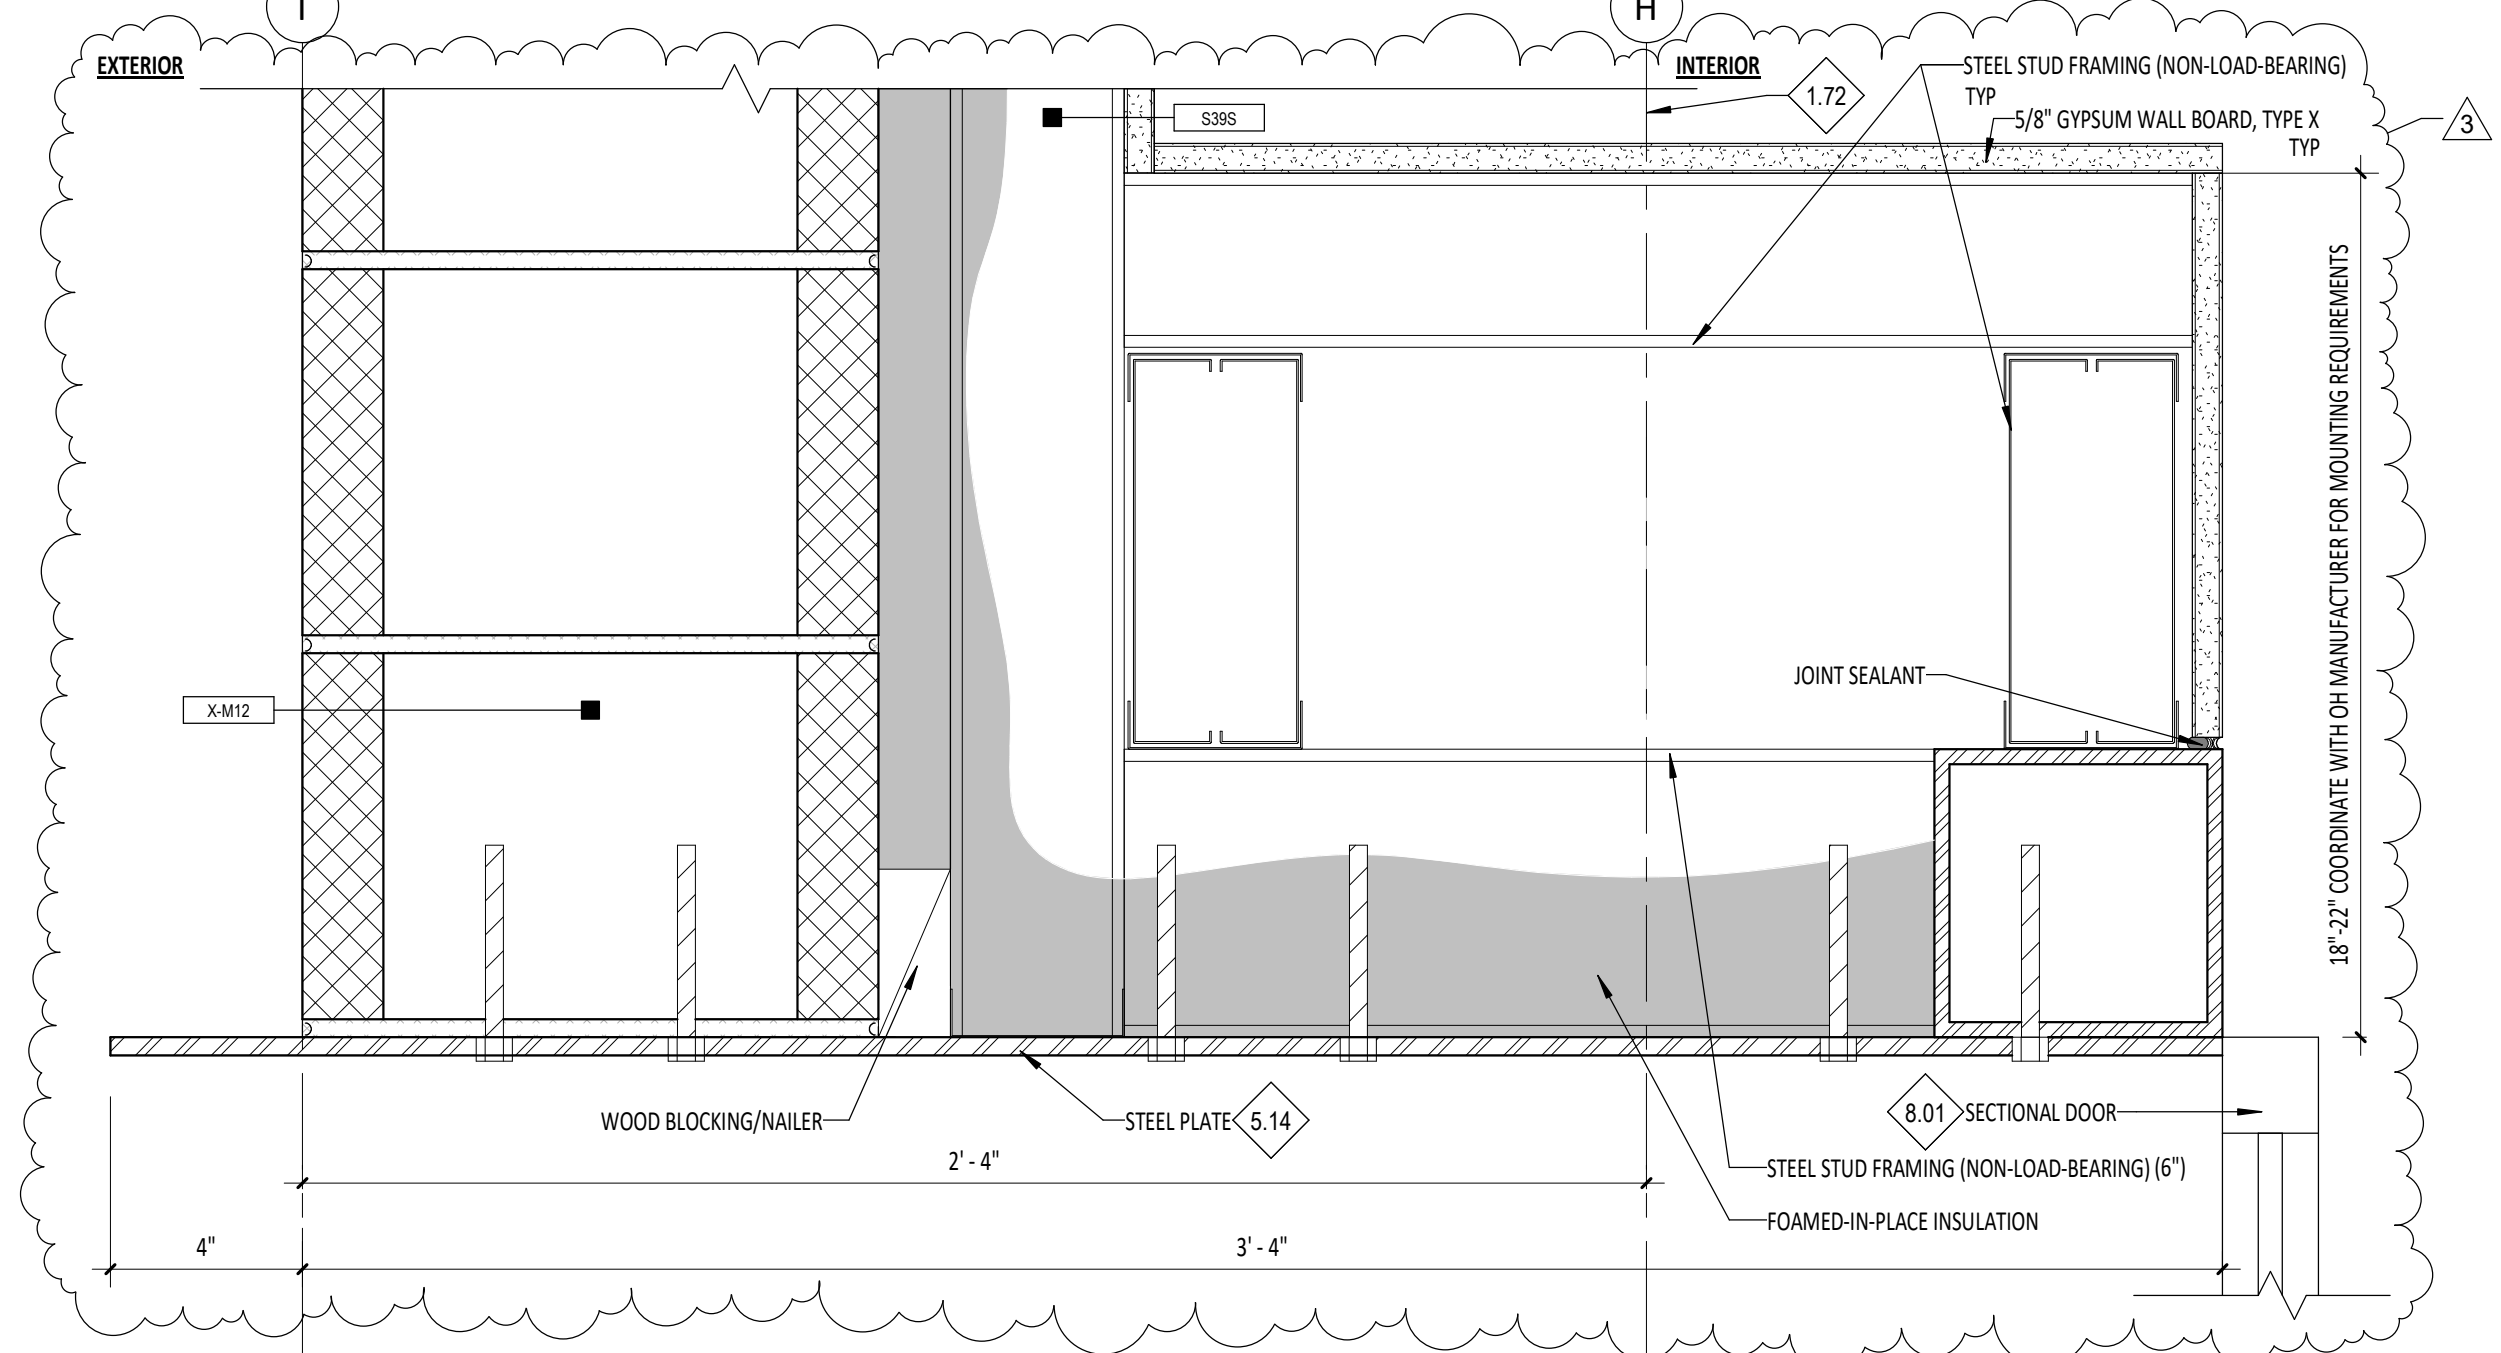 H
EXTERIOR
INTERIOR
STEEL STUD FRAMING (NON-LOAD-BEARING)
TYP
1.72
S39S
5/8" GYPSUM WALL BOARD, TYPE X
TYP
3
18"-22" COORDINATE WITH OH MANUFACTURER FOR MOUNTING REQUIREMENTS
JOINT SEALANT
X-M12
WOOD BLOCKING/NAILER
STEEL PLATE
5.14
8.01
SECTIONAL DOOR
2' - 4"
STEEL STUD FRAMING (NON-LOAD-BEARING) (6")
FOAMED-IN-PLACE INSULATION
4"
3' - 4"